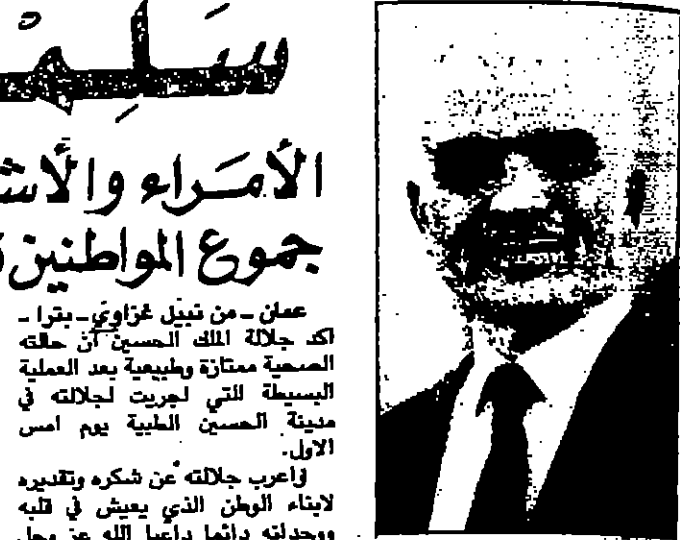 سلم
الأمراء والأش
جموع المواطنين
عمان - من نبيل غزاوي - بترا -
اكد جلالة الملك الحسين أن حالته
الصحية ممتازة وطبيعية بعد العملية
البسيطة التي اجريت لجلالته في
مدينة الحسين الطبية يوم امس
الاول.
واعرب جلالته عن شكره وتقديره
لابناء الوطن الذي يعيش في قلبه
ووجدانه دائما داعيا الله عز وجل